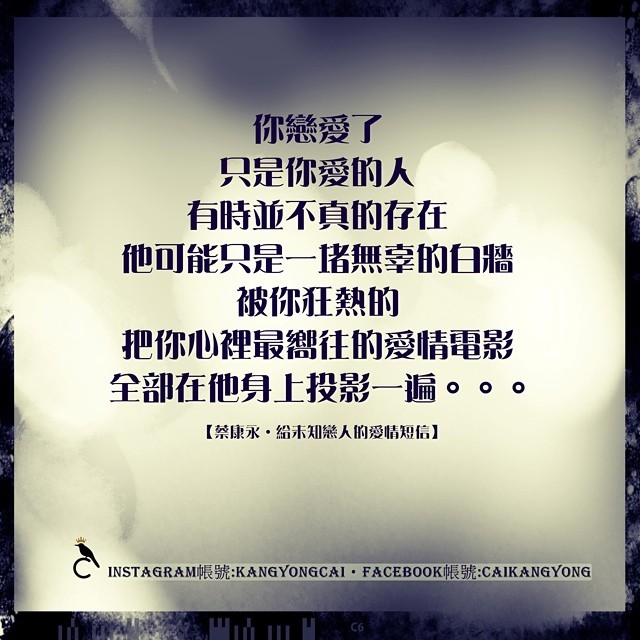 你戀愛了
只是你愛的人
有時並不真的存在
他可能只是一堵無辜的白牆
被你狂熱的
把你心裡最嚮往的愛情電影
全部在他身上投影一遍。。。
【蔡康永·給未知戀人的愛情短信】
INSTAGRAM帳號:KANGYONGCAI·FACEBOOK帳號:CAIKANGYONG
C6